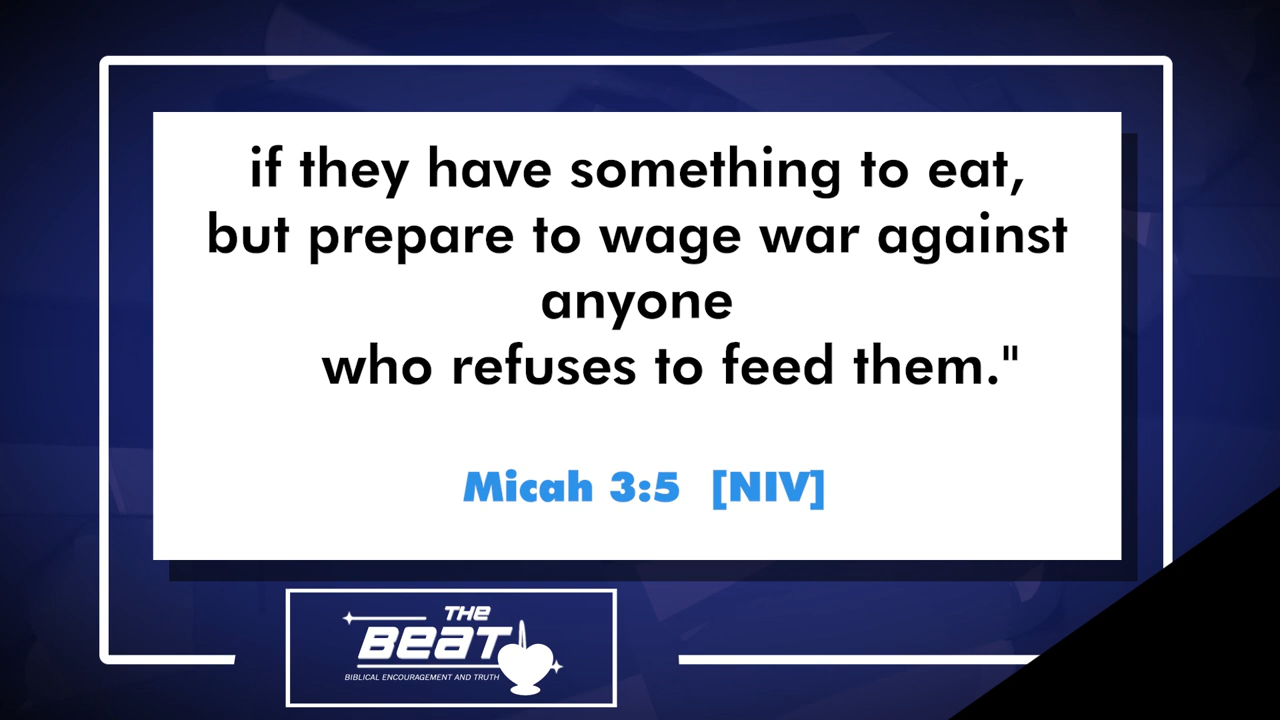 if they have something to eat,
but prepare to wage war against
anyone
who refuses to feed them."
Micah 3:5 [NIV]
THE
BEAT
BIBLICAL ENCOURAGEMENT AND TRUTH